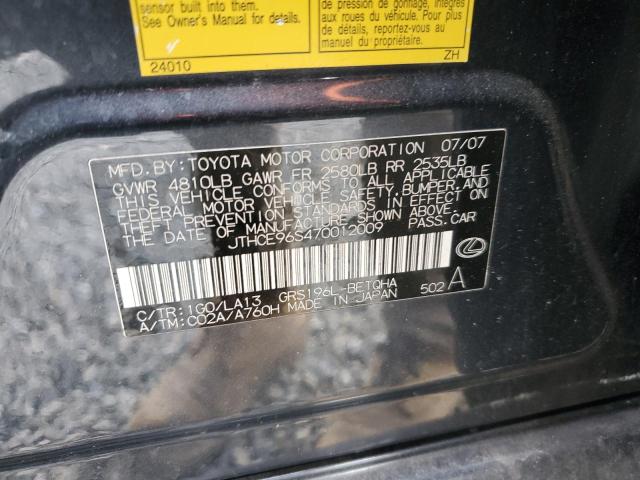 sensor built into them.
See Owner's Manual for details.
24010
de pression de gonflage, intégrés
aux roues du véhicule. Pour
plus de détails, reportez-vous au
manuel du propriétaire.
ZH
MFD. BY: TOYOTA MOTOR CORPORATION 07/07
GVWR 4810LB GAWR FR 2580LB RR 2535LB
THIS VEHICLE CONFORMS TO ALL APPLICABLE
FEDERAL MOTOR VEHICLE SAFETY, BUMPER, AND
THEFT PREVENTION STANDARDS IN EFFECT ON
THE DATE OF MANUFACTURE SHOWN ABOVE.
JTHCE96S470012009 PASS.CAR
C/TR: 1G0/LA13 GRS196L-BETQHA 502 A
A/TM: C02A/A760H MADE IN JAPAN